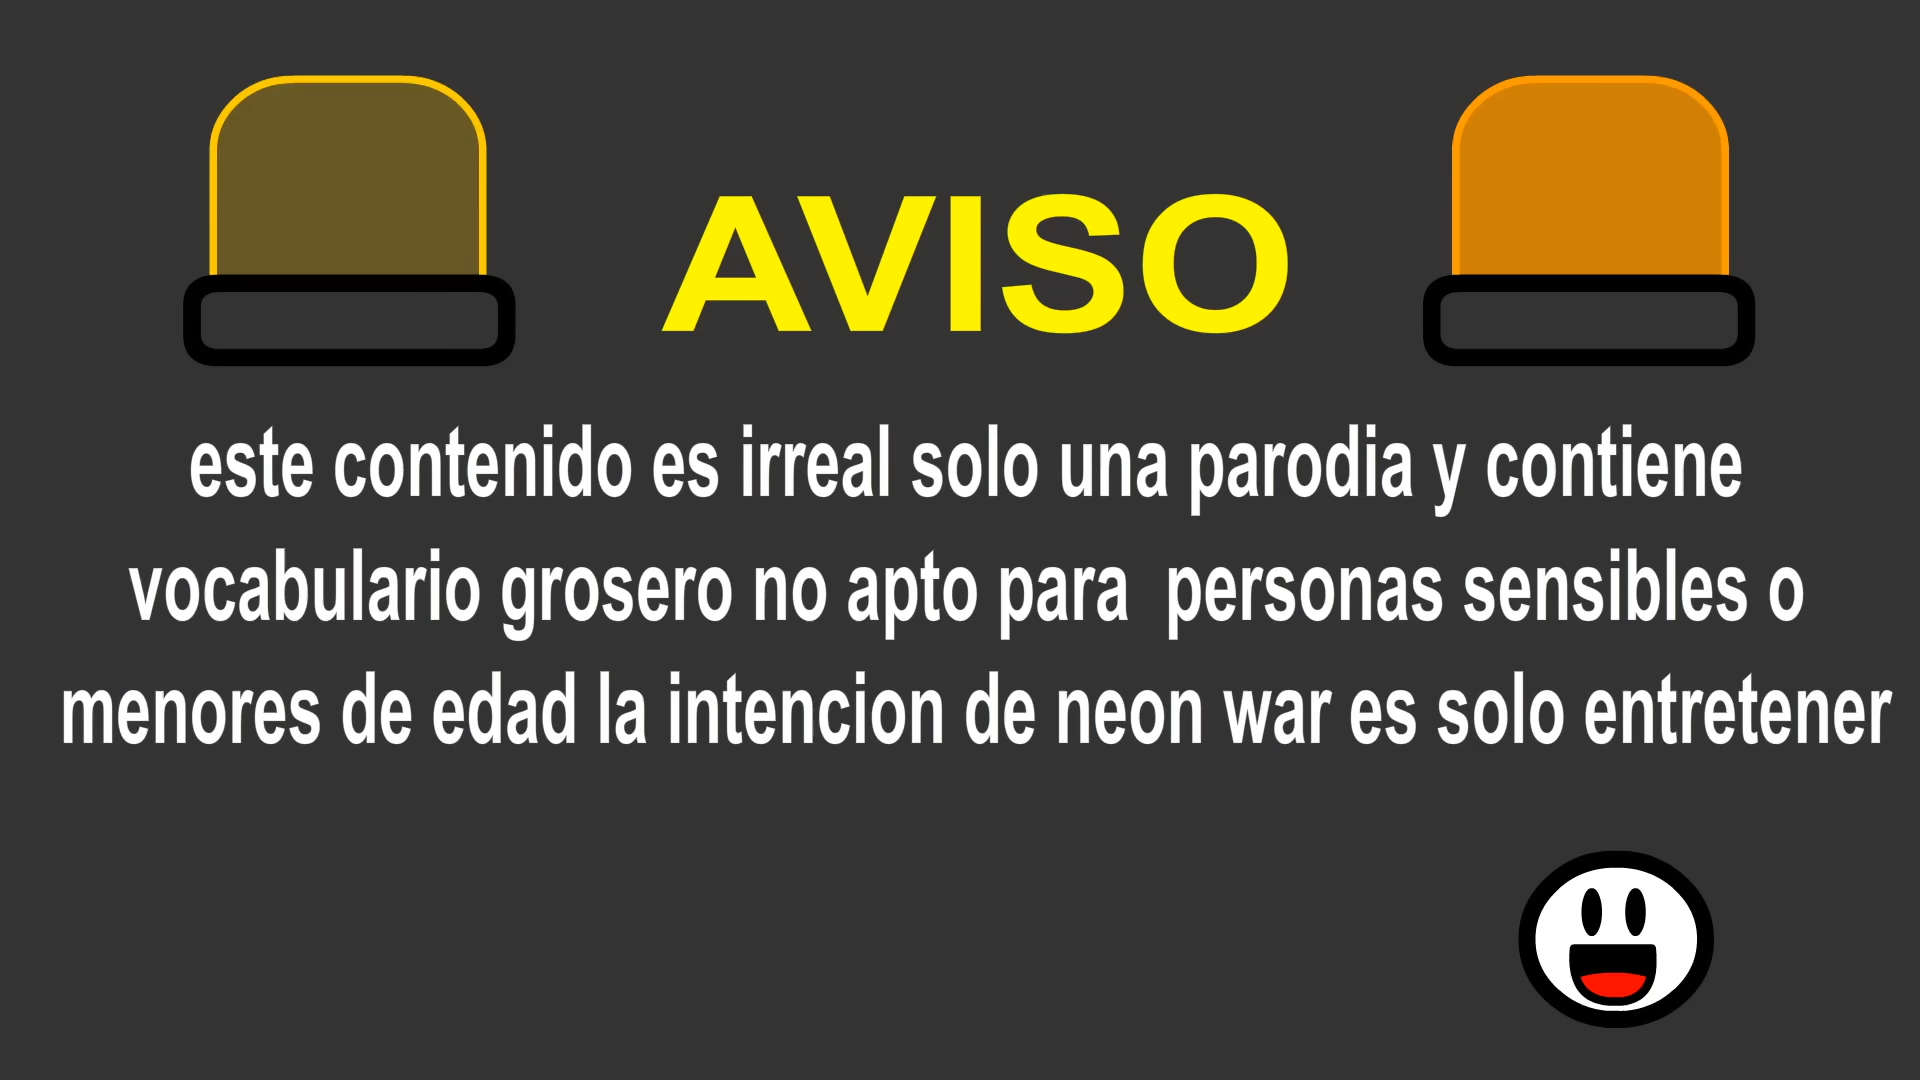 AVISO
este contenido es irreal solo una parodia y contiene
vocabulario grosero no apto para  personas sensibles o
menores de edad la intencion de neon war es solo entretener